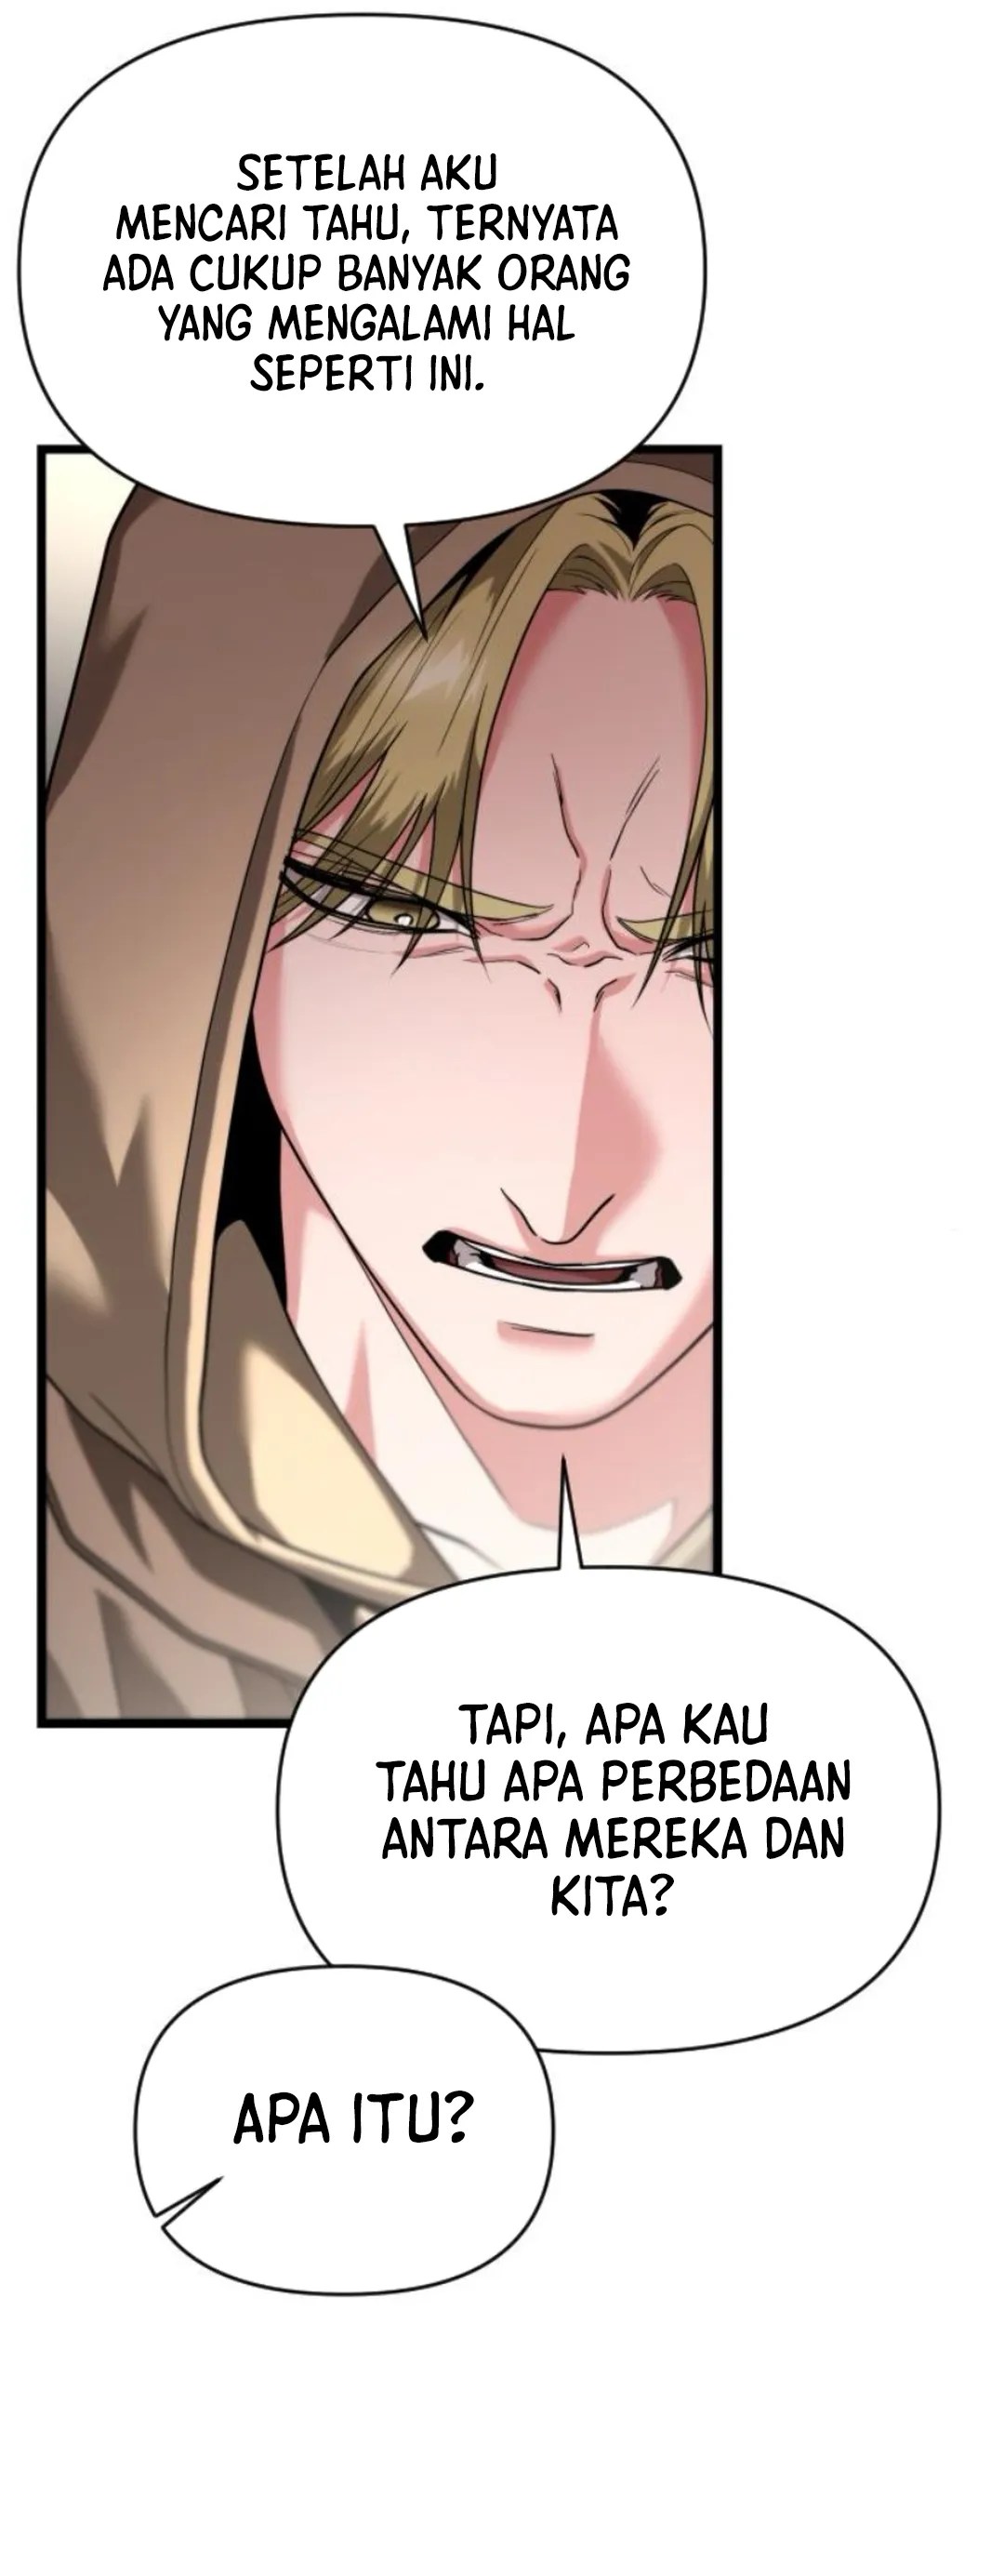 SETELAH AKU
MENCARI TAHU, TERNYATA
ADA CUKUP BANYAK ORANG
YANG MENGALAMI HAL
SEPERTI INI.
TAPI, APA KAU
TAHU APA PERBEDAAN
ANTARA MEREKA DAN
KITA?
APA ITU?